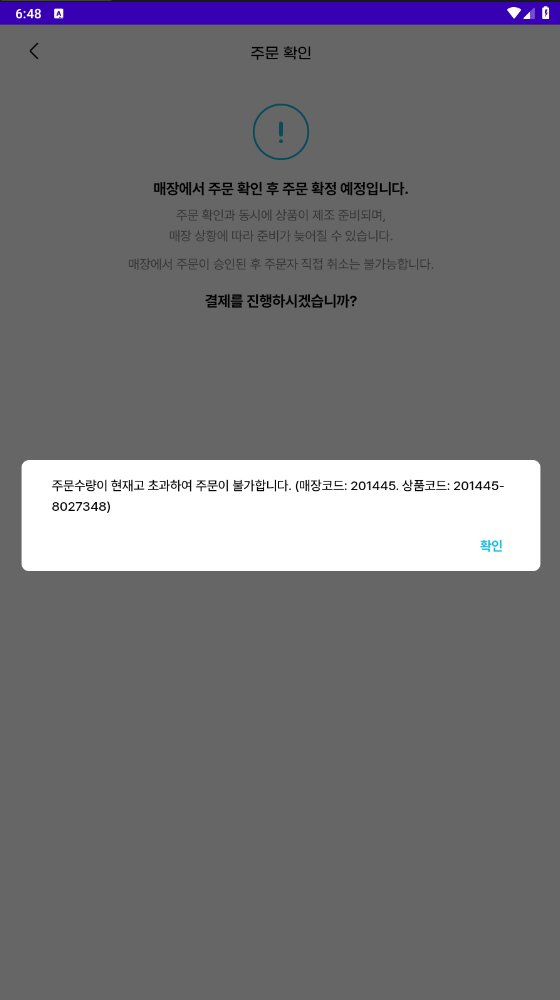 6:48
주문 확인
매장에서 주문 확인 후 주문 확정 예정입니다.
주문 확인과 동시에 상품이 제조 준비되며,
매장 상황에 따라 준비가 늦어질 수 있습니다.
매장에서 주문이 승인된 후 주문자 직접 취소는 불가능합니다.
결제를 진행하시겠습니까?
주문수량이 현재고 초과하여 주문이 불가합니다. (매장코드: 201445. 상품코드: 201445-
8027348)
확인